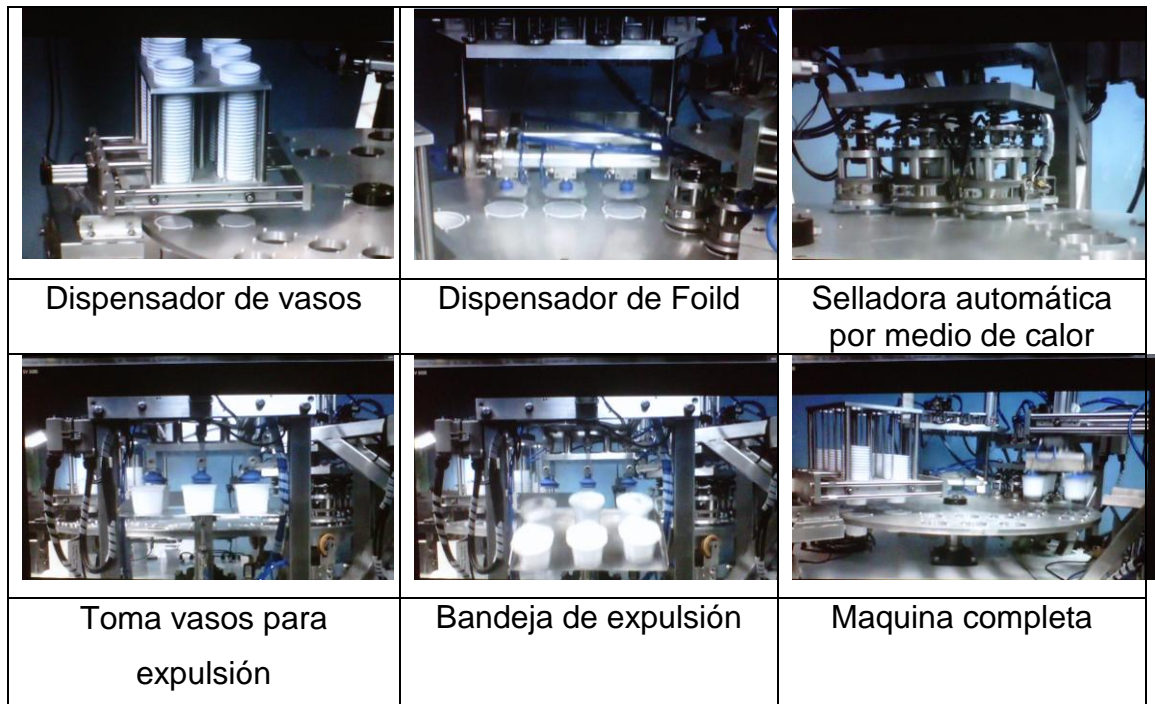 Dispensador de vasos
Dispensador de Foild
Selladora automática
por medio de calor
Toma vasos para
expulsión
Bandeja de expulsión
Maquina completa